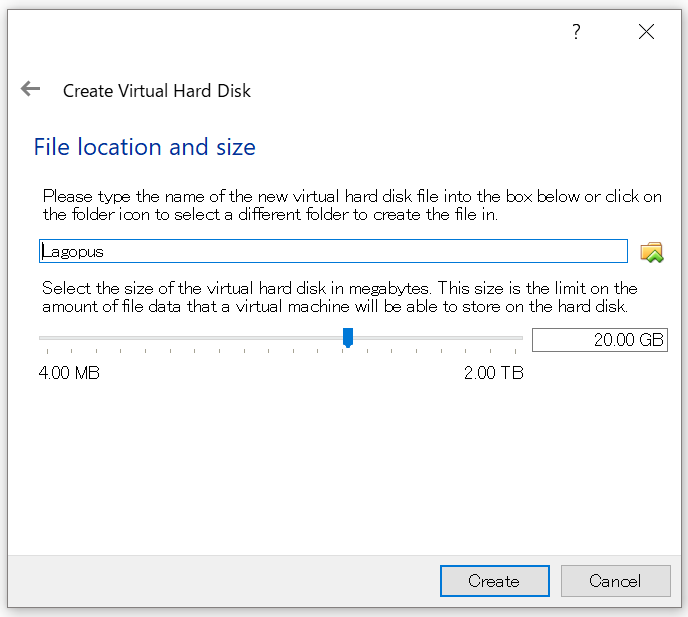 ?
Create Virtual Hard Disk
File location and size
Please type the name of the new virtual hard disk file into the box below or click on
the folder icon to select a different folder to create the file in.
Lagopus
Select the size of the virtual hard disk in megabytes. This size is the limit on the
amount of file data that a virtual machine will be able to store on the hard disk.
20.00 GB
4.00 MB 2.00 TB
Create Cancel